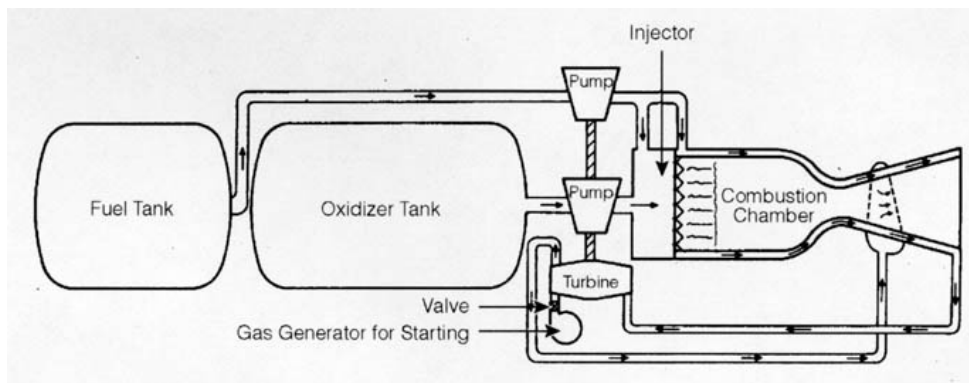 Injector
Pump
Fuel Tank
Oxidizer Tank
Pump
Combustion
Chamber
Turbine
Valve
Gas Generator for Starting